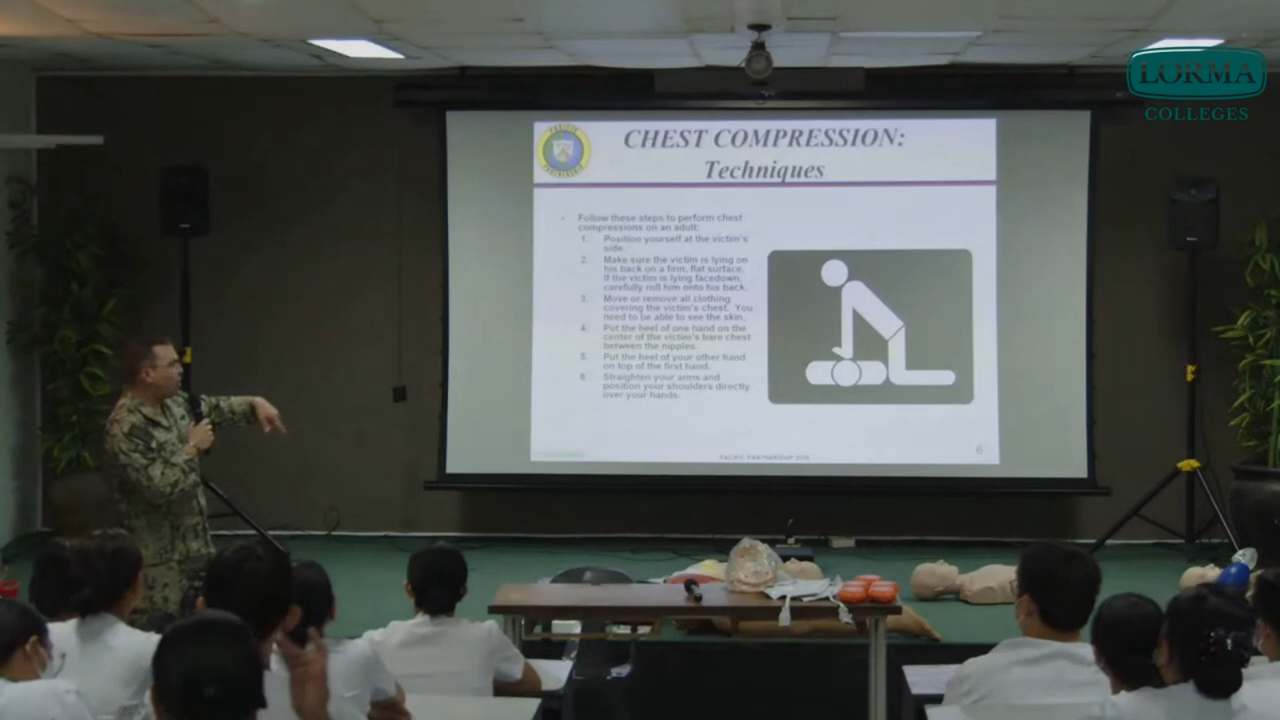 LORMA
COLLEGES
CHEST COMPRESSION:
Techniques
Follow these steps to perform chest
compressions on an adult:
1. Position yourself at the victim's
side.
2. Make sure the victim is lying on
his back on a firm, flat surface.
If the victim is lying facedown,
carefully roll him onto his back.
3. Move or remove all clothing
covering the victim's chest. You
need to be able to see the skin.
4. Put the heel of one hand on the
center of the victim's bare chest
between the nipples.
5. Put the heel of your other hand
on top of the first hand.
6. Straighten your arms and
position your shoulders directly
over your hands.
PACIFIC PARTNERSHIP
6